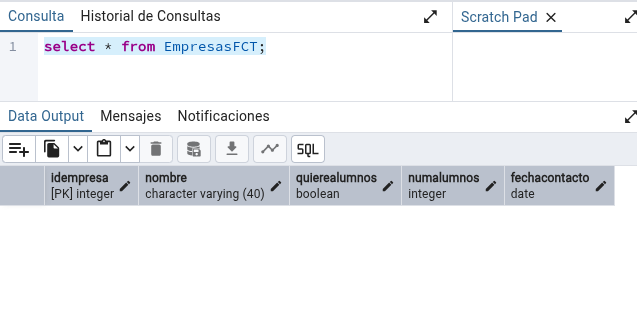 Consulta Historial de Consultas
Scratch Pad
1 select * from EmpresasFCT;
Data Output Mensajes Notificaciones
SQL
idempresa nombre quierealumnos numalumnos fechacontacto
[PK] integer character varying (40) boolean integer date